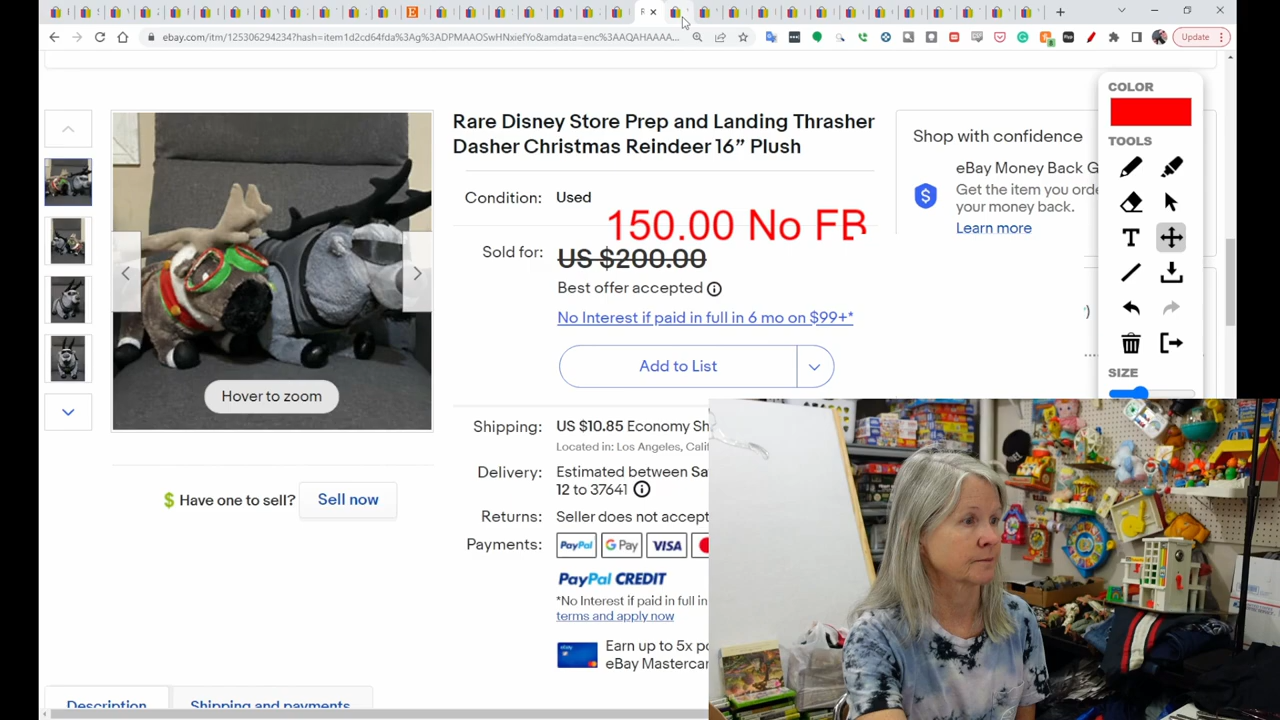 ebay.com/itm/125306294234?hash=item1d2cd64fda%3Ag%3ADPMAAOSwHNxiefYo&amdata=enc%3AAQAHAAAA...
Update
COLOR
TOOLS
SIZE
Rare Disney Store Prep and Landing Thrasher
Dasher Christmas Reindeer 16” Plush
Condition: Used
150.00 No FB
Sold for: US $200.00
Best offer accepted
No Interest if paid in full in 6 mo on $99+*
Add to List
Shipping: US $10.85 Economy Sh
Located in: Los Angeles, Calif
Delivery: Estimated between Sa
12 to 37641
Returns: Seller does not accept
Payments: PayPal G Pay VISA
PayPal CREDIT
*No Interest if paid in full in
terms and apply now
Earn up to 5x po
eBay Mastercar
Shop with confidence
eBay Money Back G
Get the item you orde
your money back.
Learn more
Hover to zoom
Have one to sell? Sell now
Description
Shipping and payments